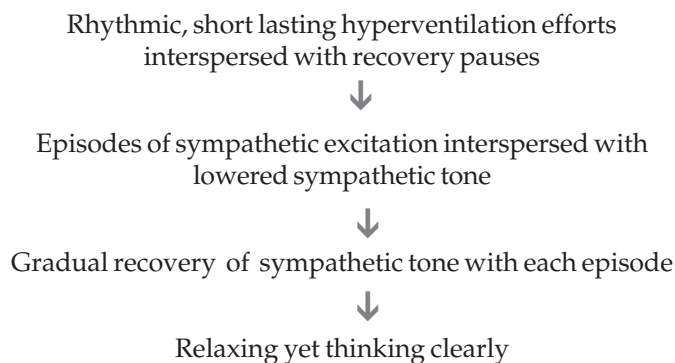 Rhythmic, short lasting hyperventilation efforts
interspersed with recovery pauses
Episodes of sympathetic excitation interspersed with
lowered sympathetic tone
Gradual recovery of sympathetic tone with each episode
Relaxing yet thinking clearly